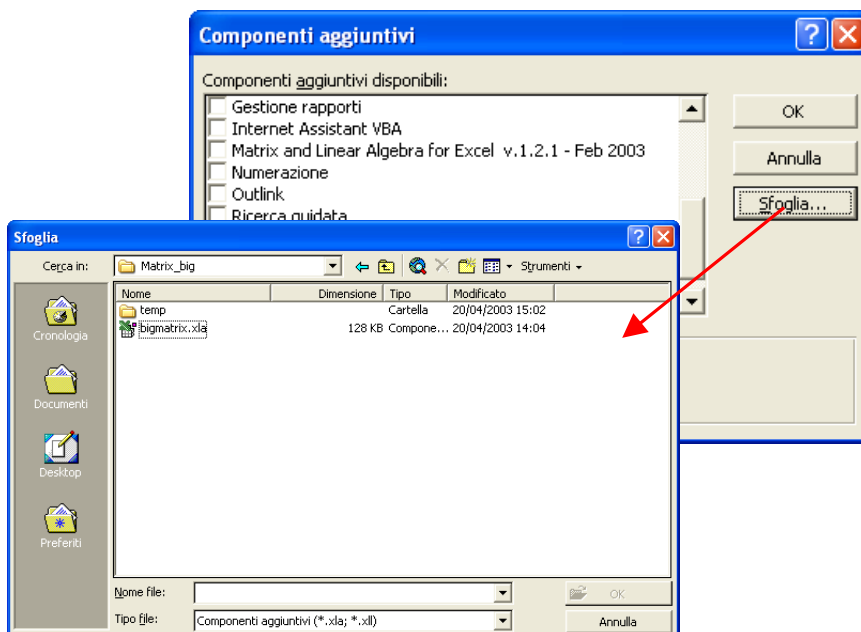 Componenti aggiuntivi
Componenti aggiuntivi disponibili:
Gestione rapporti
Internet Assistant VBA
Matrix and Linear Algebra for Excel v.1.2.1 - Feb 2003
Numerazione
Outlink
Ricerca guidata
OK
Annulla
Sfoglia...
Sfoglia
Cerca in:
Matrix_big
Strumenti
Nome Dimensione Tipo Modificato
temp Cartella 20/04/2003 15:02
bigmatrix.xla 128 KB Compone... 20/04/2003 14:04
Cronologia
Documenti
Desktop
Preferiti
Nome file:
OK
Tipo file:
Componenti aggiuntivi (*.xla; *.xll)
Annulla